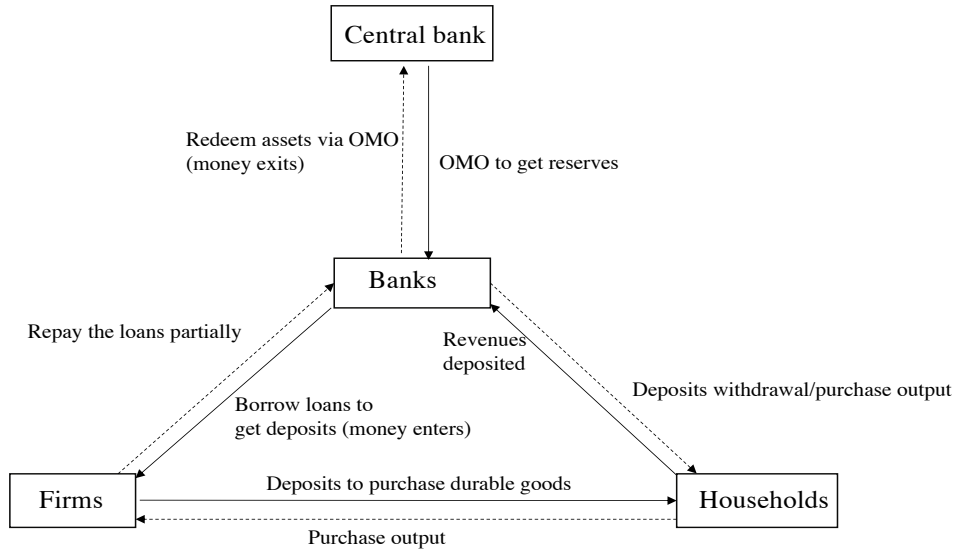 Central bank
Redeem assets via OMO
(money exits)
OMO to get reserves
Banks
Repay the loans partially
Revenues
deposited
Deposits withdrawal/purchase output
Borrow loans to
get deposits (money enters)
Firms
Deposits to purchase durable goods
Households
Purchase output